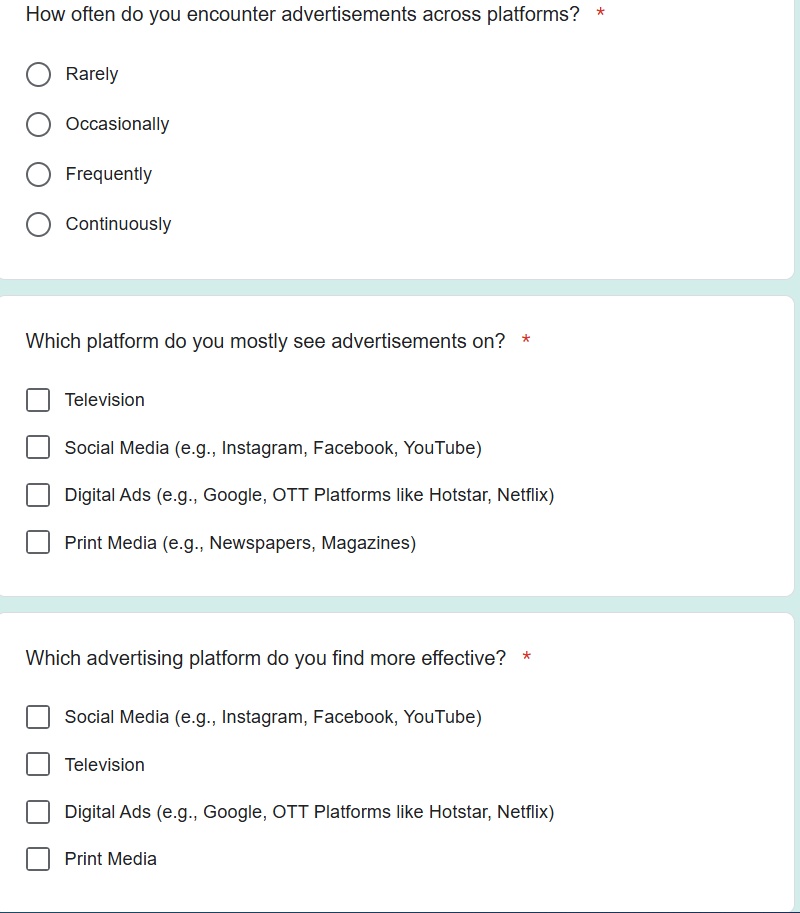 How often do you encounter advertisements across platforms? *
Rarely
Occasionally
Frequently
Continuously
Which platform do you mostly see advertisements on? *
Television
Social Media (e.g., Instagram, Facebook, YouTube)
Digital Ads (e.g., Google, OTT Platforms like Hotstar, Netflix)
Print Media (e.g., Newspapers, Magazines)
Which advertising platform do you find more effective? *
Social Media (e.g., Instagram, Facebook, YouTube)
Television
Digital Ads (e.g., Google, OTT Platforms like Hotstar, Netflix)
Print Media